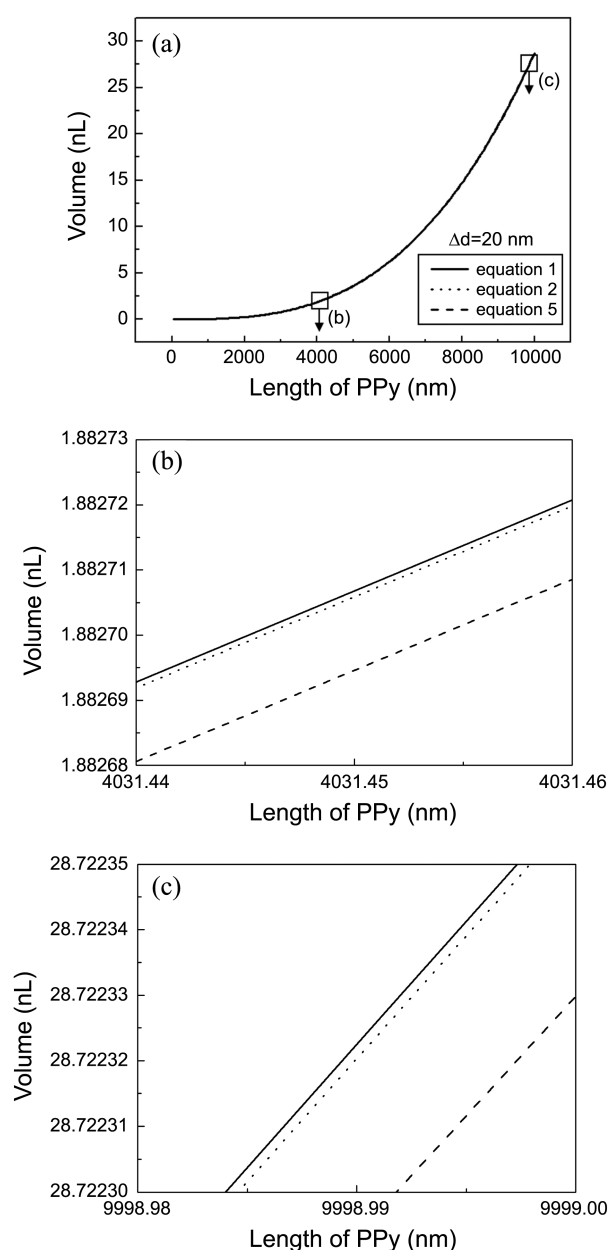 (a)
30
25
20
15
10
5
0
Volume (nL)
(c)
(b)
Δd=20 nm
equation 1
equation 2
equation 5
0 2000 4000 6000 8000 10000
Length of PPy (nm)
(b)
1.88273
1.88272
1.88271
1.88270
1.88269
1.88268
Volume (nL)
4031.44 4031.45 4031.46
Length of PPy (nm)
(c)
28.72235
28.72234
28.72233
28.72232
28.72231
28.72230
Volume (nL)
9998.98 9998.99 9999.00
Length of PPy (nm)